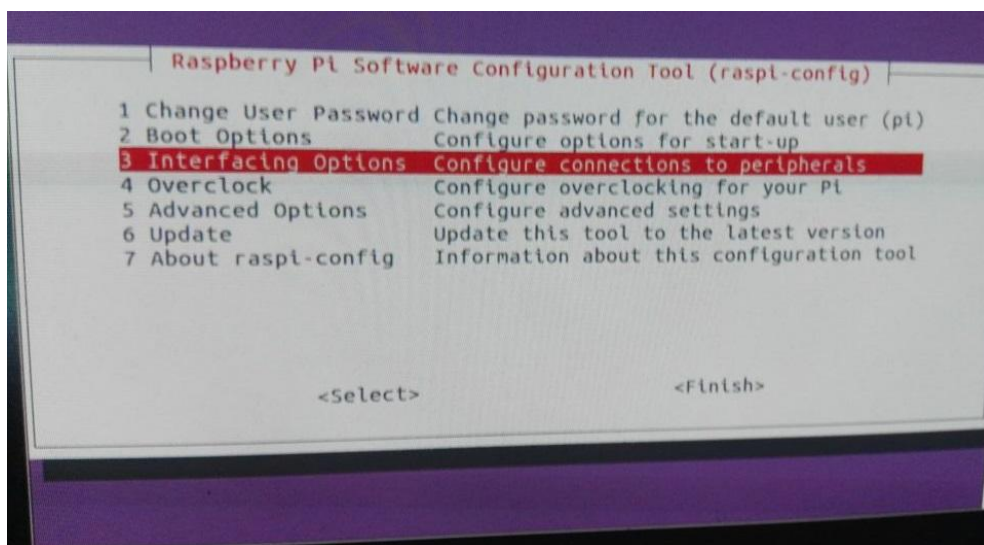 Raspberry Pi Software Configuration Tool (raspi-config)
1 Change User Password Change password for the default user (pi)
2 Boot Options Configure options for start-up
3 Interfacing Options Configure connections to peripherals
4 Overclock Configure overclocking for your Pi
5 Advanced Options Configure advanced settings
6 Update Update this tool to the latest version
7 About raspi-config Information about this configuration tool
<Select> <Finish>